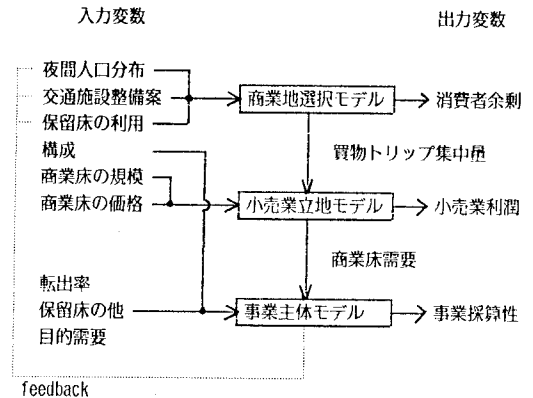 入力変数
出力変数
夜間人口分布
交通施設整備案
保留床の利用
構成
商業床の規模
商業床の価格
転出率
保留床の他
目的需要
商業地選択モデル
消費者余剰
買物トリップ集中量
小売業立地モデル
小売業利潤
商業床需要
事業主体モデル
事業採算性
feedback